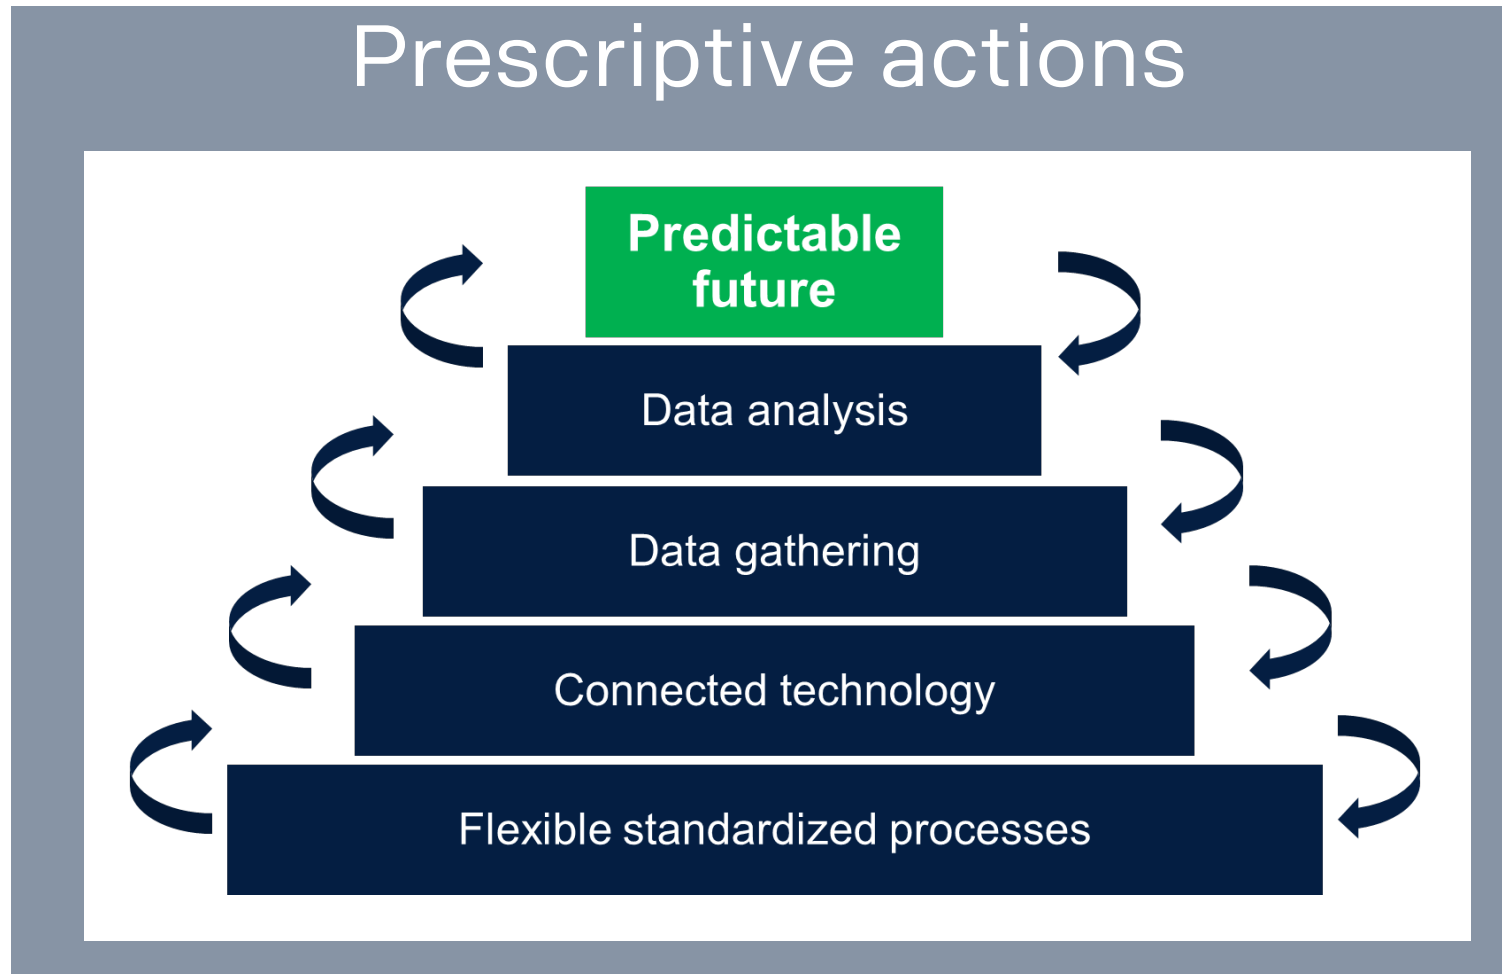 Prescriptive actions
Predictable
future
Data analysis
Data gathering
Connected technology
Flexible standardized processes